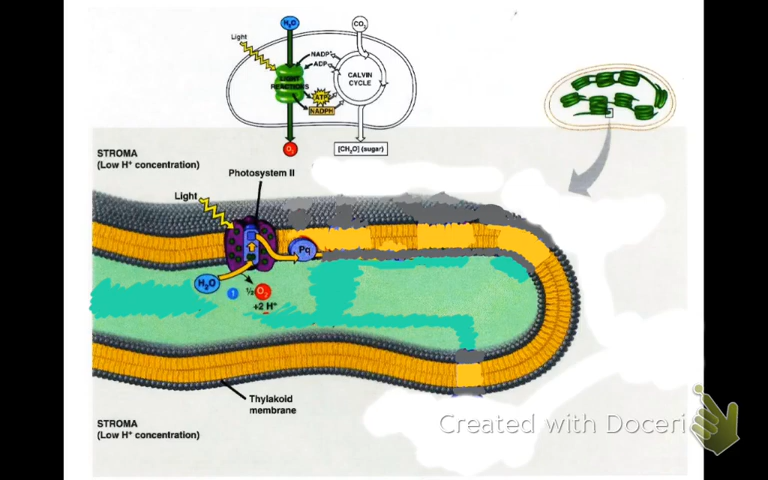 H₂O
CO₂
Light
NADP⁺
ADP
LIGHT
REACTIONS
CALVIN
CYCLE
ATP
NADPH
O₂
[CH₂O] (sugar)
STROMA
(Low H⁺ concentration)
Photosystem II
Light
Pq
H₂O
1
½
O₂
+2 H⁺
Thylakoid
membrane
STROMA
(Low H⁺ concentration)
Created with Doceri